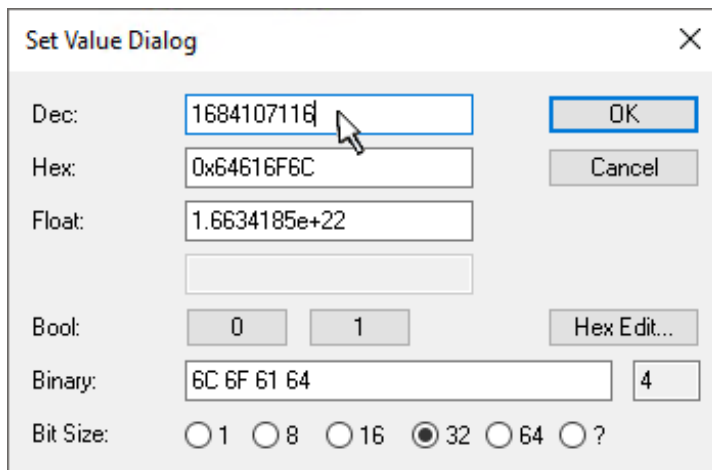 Set Value Dialog
Dec: 1684107116 OK
Hex: 0x64616F6C Cancel
Float: 1.6634185e+22
Bool: 0 1 Hex Edit...
Binary: 6C 6F 61 64 4
Bit Size: 1 8 16 32 64 ?